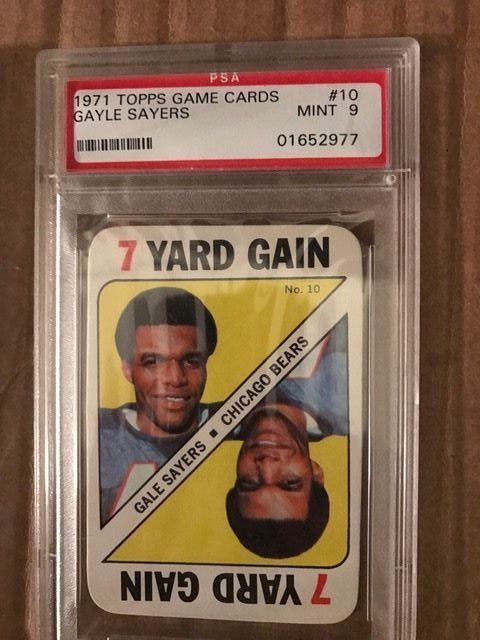 PSA
1971 TOPPS GAME CARDS #10
GAYLE SAYERS MINT 9
01652977
7 YARD GAIN
No. 10
GALE SAYERS ▪ CHICAGO BEARS
7 YARD GAIN